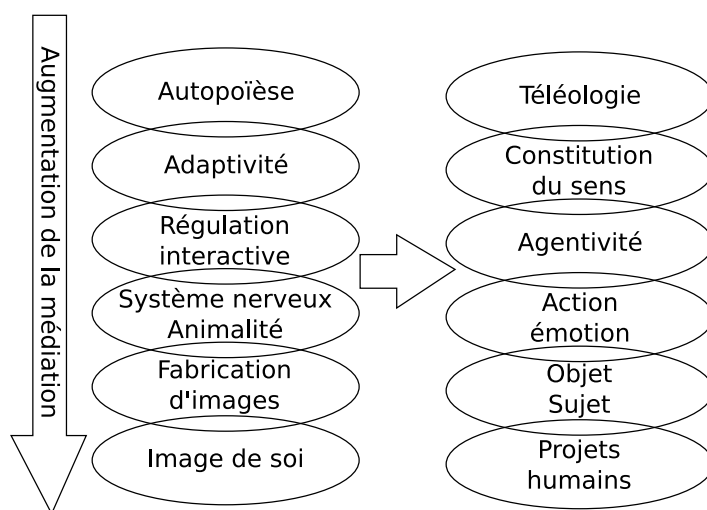 Augmentation de la médiation
Autopoïèse
Adaptivité
Régulation
interactive
Système nerveux
Animalité
Fabrication
d'images
Image de soi
Téléologie
Constitution
du sens
Agentivité
Action
émotion
Objet
Sujet
Projets
humains